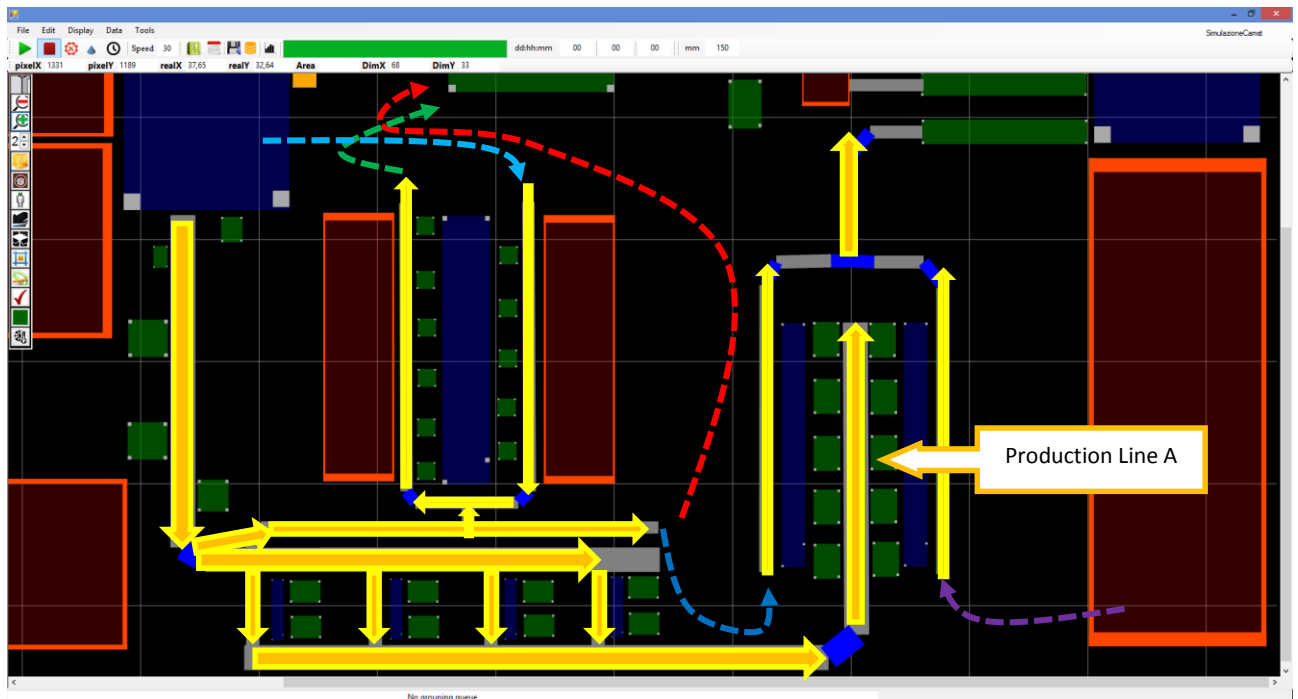 File Edit Display Data Tools
SimulazioneCamst
Speed 30 dd:hh:mm 00 00 00 mm 150
pixelX 1331 pixelY 1189 realX 37,65 realY 32,64 Area DimX 68 DimY 33
2
Production Line A
No grouping queue